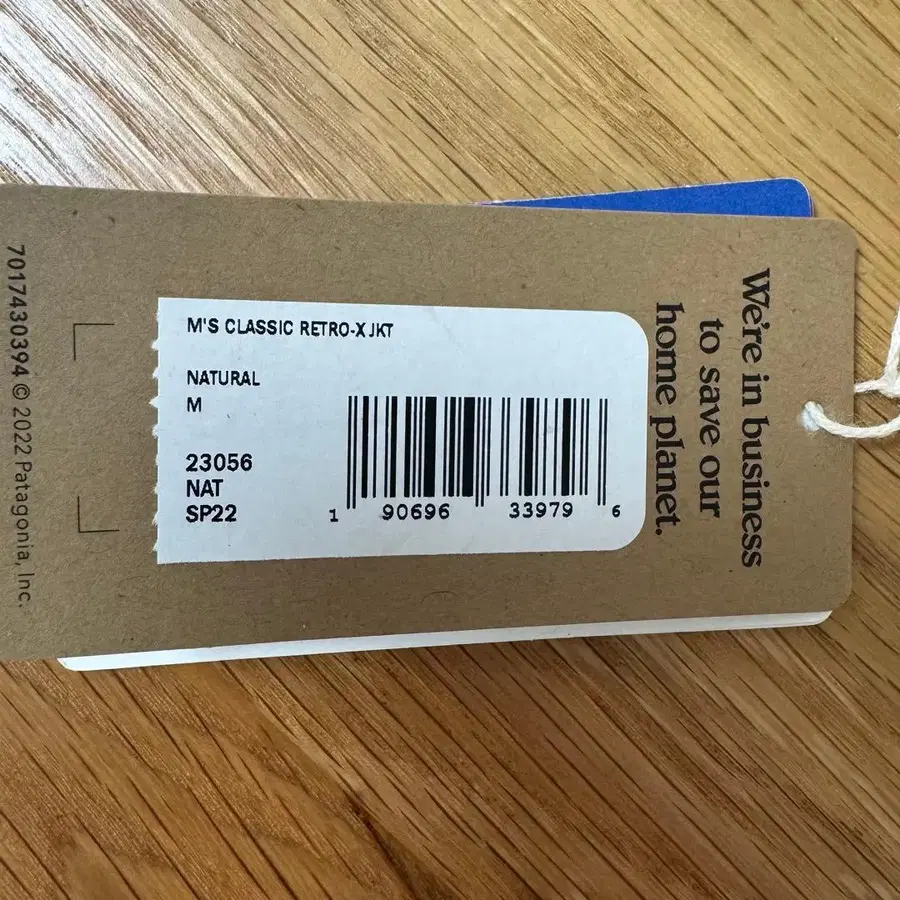 M'S CLASSIC RETRO-X JKT
NATURAL
M
23056
NAT
SP22
1 90696 33979 6
We're in business
to save our
home planet.
7017430394 © 2022 Patagonia, Inc.